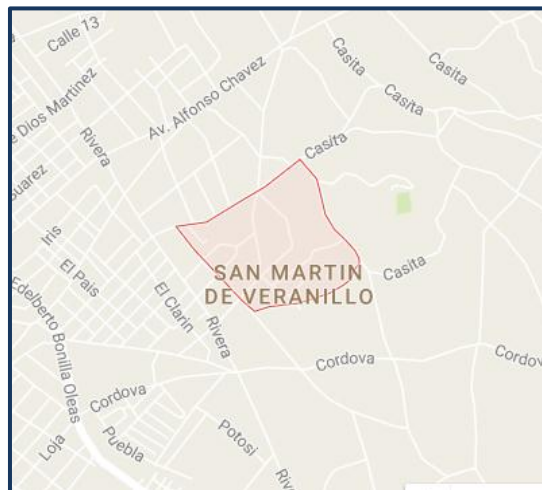 Calle 13
Casita
Casita
Casita
Av. Alfonso Chavez
e Dios Martinez
Rivera
Casita
Suarez
Iris
El Pais
SAN MARTIN
DE VERANILLO
Casita
El Clarin
Rivera
Edelberto Bonilla Oleas
Cordova
Cordova
Cordova
Potosi
Puebla
Loja
Rive